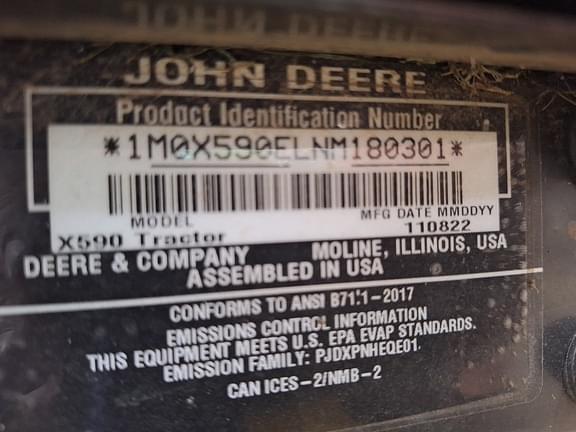 JOHN DEERE
Product Identification Number
*1M0X590ELNM180301*
MODEL MFG DATE MMDDYY
X590 Tractor 110822
DEERE & COMPANY MOLINE, ILLINOIS, USA
ASSEMBLED IN USA
CONFORMS TO ANSI B71.1-2017
EMISSIONS CONTROL INFORMATION
THIS EQUIPMENT MEETS U.S. EPA EVAP STANDARDS.
EMISSION FAMILY: PJDXPNHEQE01.
CAN ICES-2/NMB-2